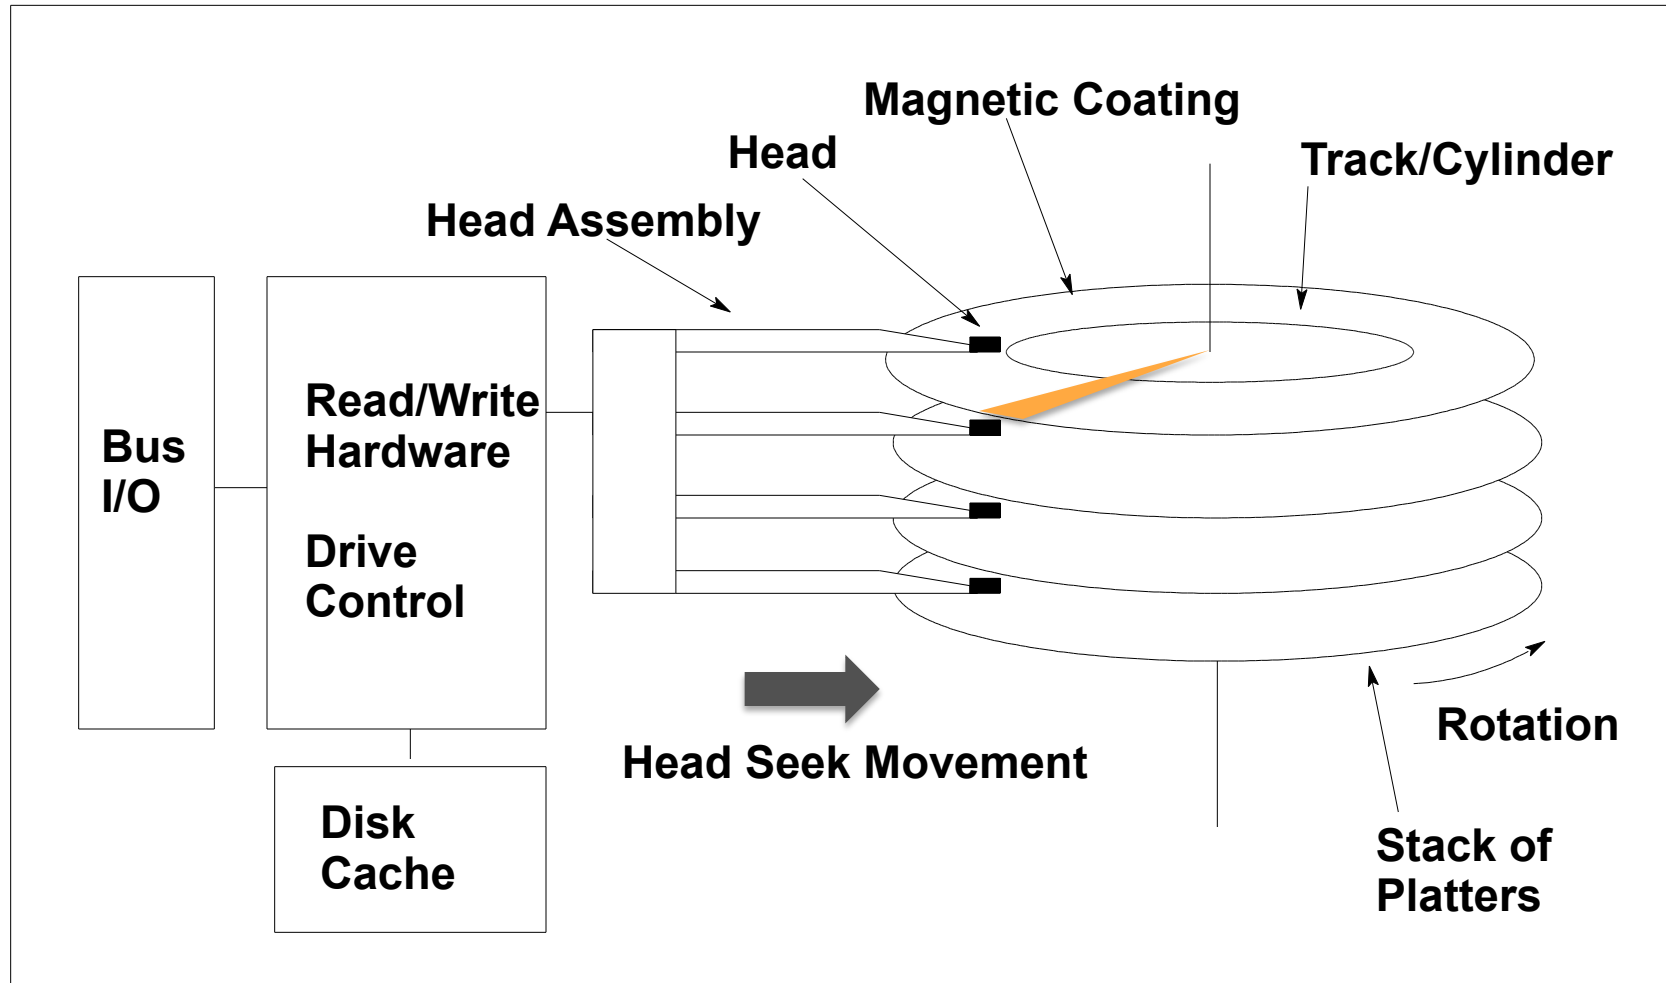 Magnetic Coating
Head
Track/Cylinder
Head Assembly
Read/Write
Hardware
Bus
I/O
Drive
Control
Rotation
Head Seek Movement
Disk
Cache
Stack of
Platters